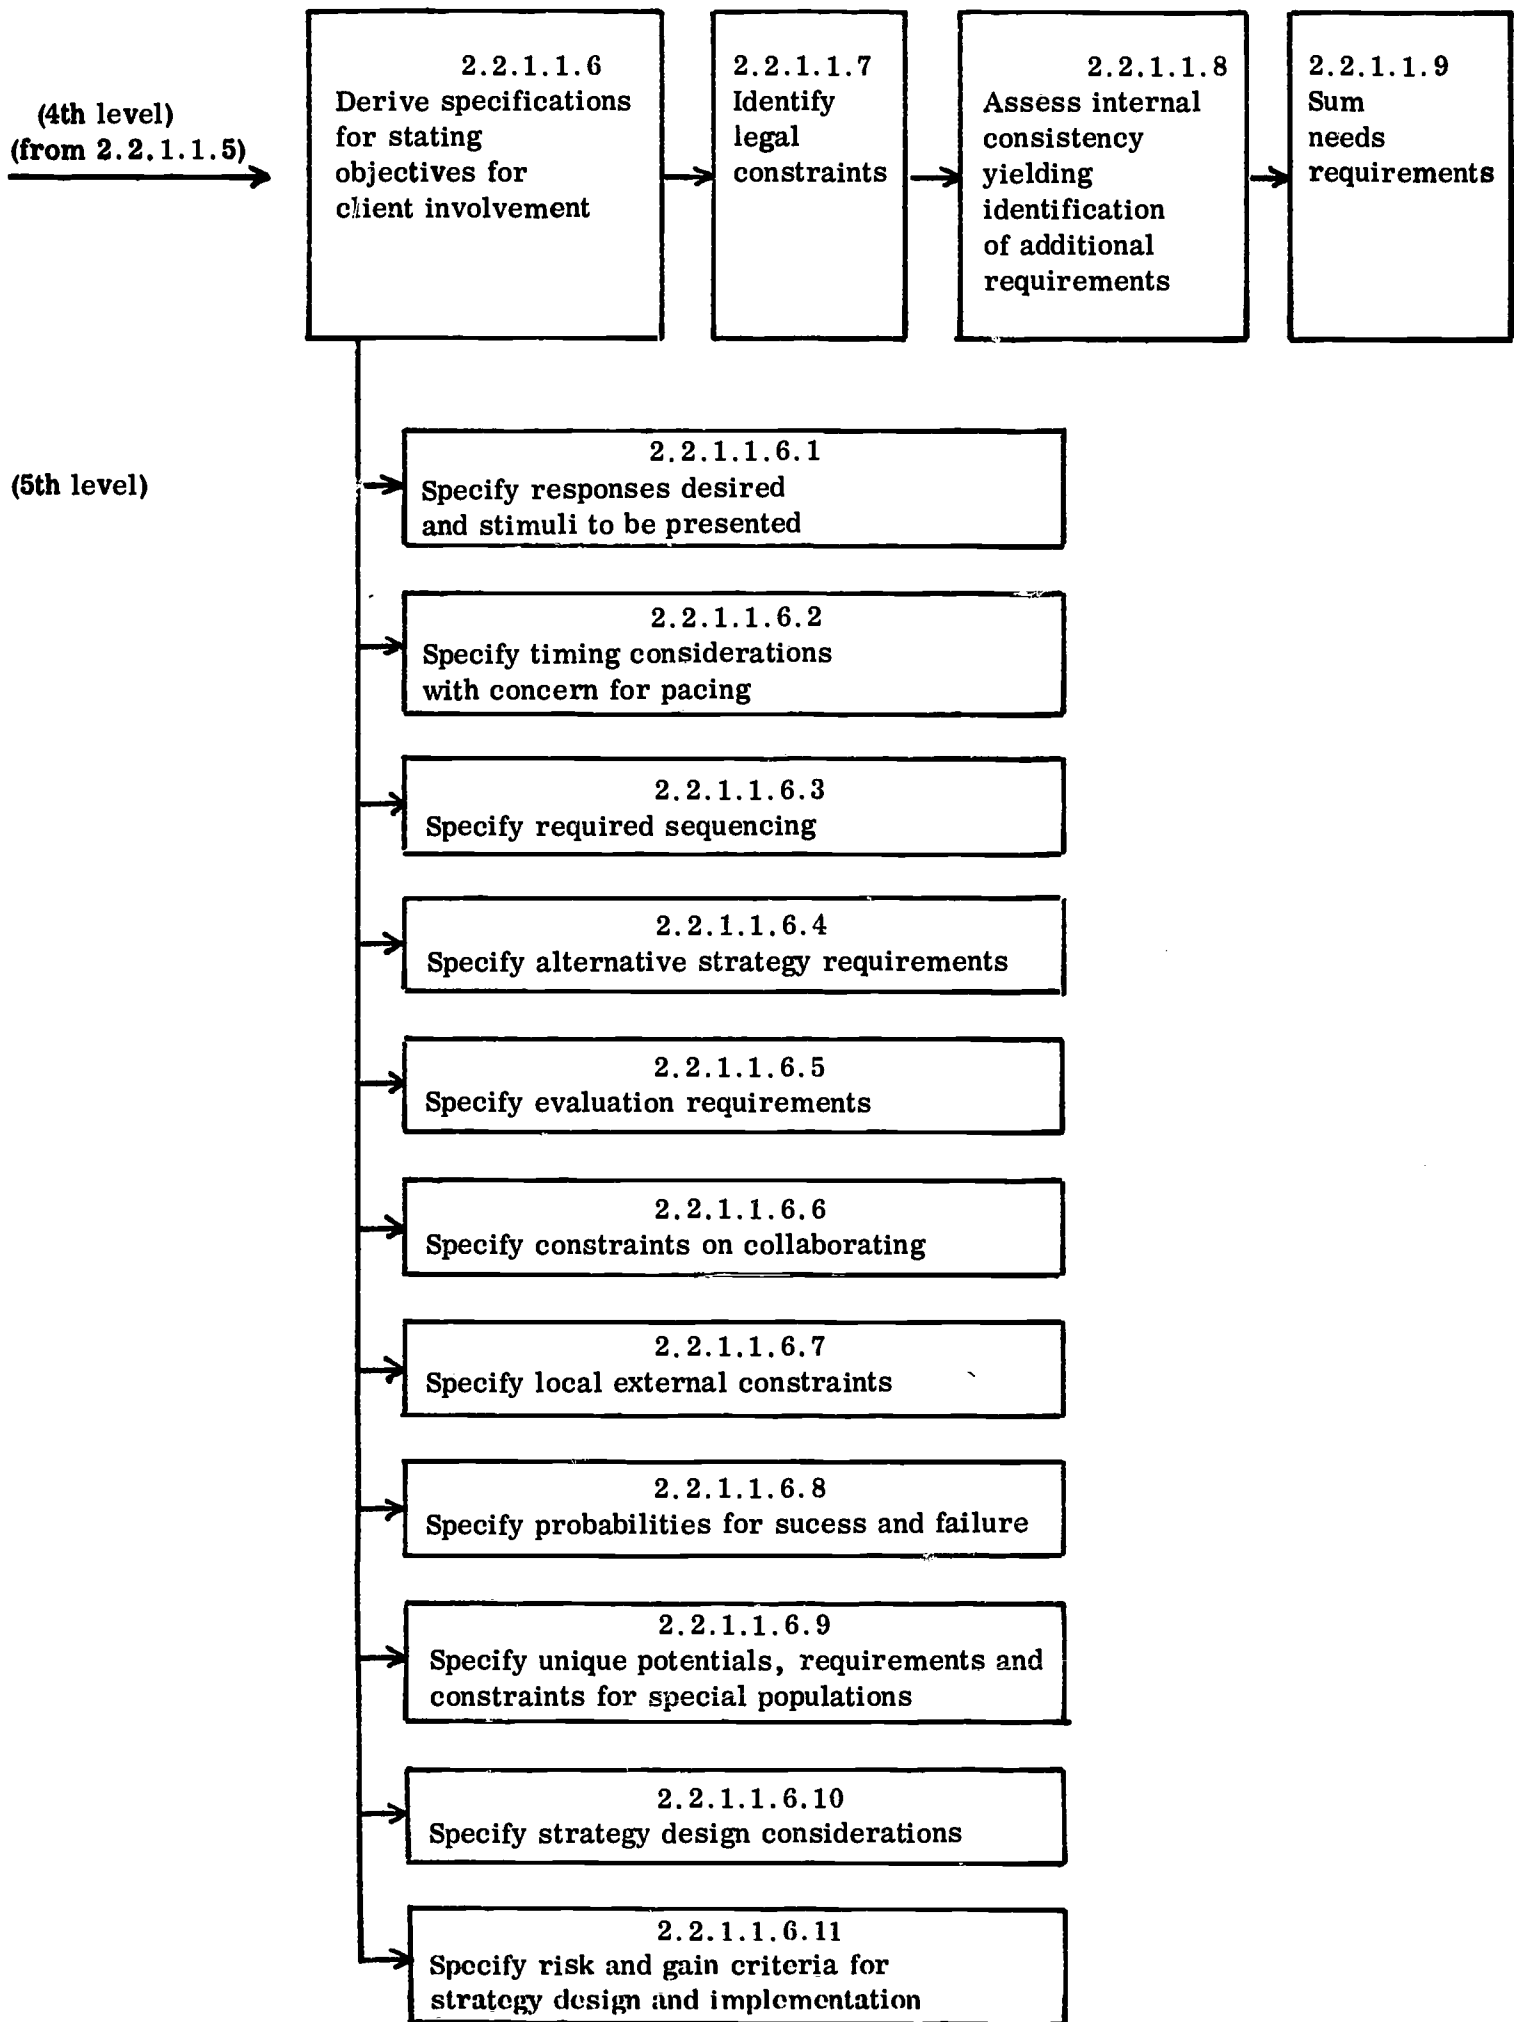 (4th level)
(from 2.2.1.1.5)
2.2.1.1.6
Derive specifications
for stating
objectives for
client involvement
2.2.1.1.7
Identify
legal
constraints
2.2.1.1.8
Assess internal
consistency
yielding
identification
of additional
requirements
2.2.1.1.9
Sum
needs
requirements
(5th level)
2.2.1.1.6.1
Specify responses desired
and stimuli to be presented
2.2.1.1.6.2
Specify timing considerations
with concern for pacing
2.2.1.1.6.3
Specify required sequencing
2.2.1.1.6.4
Specify alternative strategy requirements
2.2.1.1.6.5
Specify evaluation requirements
2.2.1.1.6.6
Specify constraints on collaborating
2.2.1.1.6.7
Specify local external constraints
2.2.1.1.6.8
Specify probabilities for sucess and failure
2.2.1.1.6.9
Specify unique potentials, requirements and
constraints for special populations
2.2.1.1.6.10
Specify strategy design considerations
2.2.1.1.6.11
Specify risk and gain criteria for
strategy design and implementation